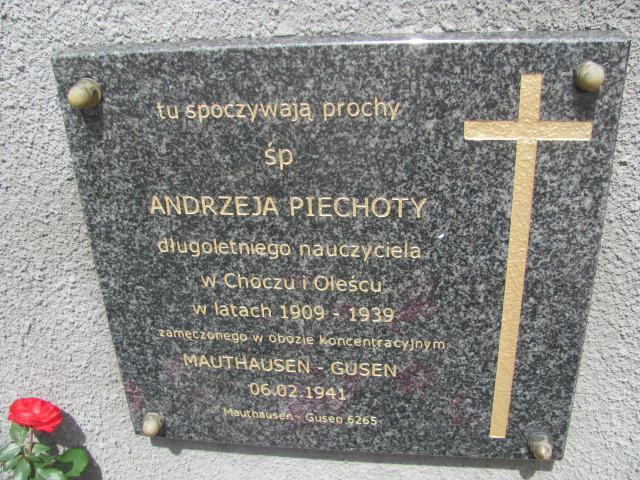 tu spoczywają prochy
śp
ANDRZEJA PIECHOTY
długoletniego nauczyciela
w Choczu i Oleścu
w latach 1909 - 1939
zamęczonego w obozie koncentracyjnym
MAUTHAUSEN - GUSEN
06.02.1941
Mauthausen - Gusen 6265